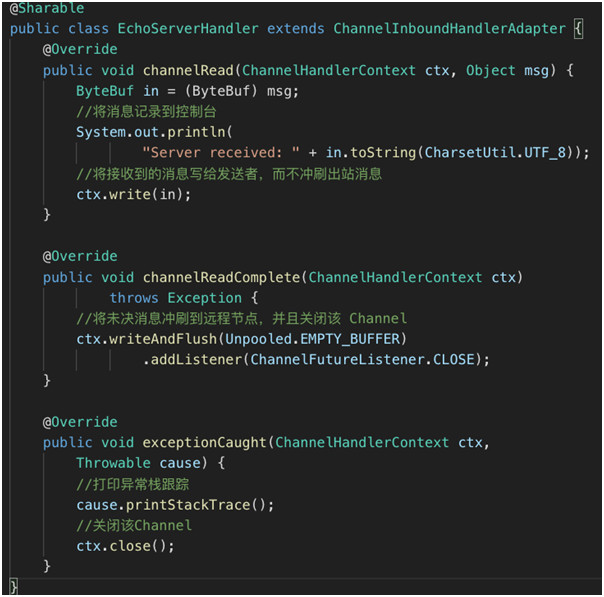 @Sharable
public class EchoServerHandler extends ChannelInboundHandlerAdapter {
    @Override
    public void channelRead(ChannelHandlerContext ctx, Object msg) {
        ByteBuf in = (ByteBuf) msg;
        //将消息记录到控制台
        System.out.println(
                "Server received: " + in.toString(CharsetUtil.UTF_8));
        //将接收到的消息写给发送者，而不冲刷出站消息
        ctx.write(in);
    }

    @Override
    public void channelReadComplete(ChannelHandlerContext ctx)
            throws Exception {
        //将未决消息冲刷到远程节点，并且关闭该 Channel
        ctx.writeAndFlush(Unpooled.EMPTY_BUFFER)
                .addListener(ChannelFutureListener.CLOSE);
    }

    @Override
    public void exceptionCaught(ChannelHandlerContext ctx,
        Throwable cause) {
        //打印异常栈跟踪
        cause.printStackTrace();
        //关闭该Channel
        ctx.close();
    }
}